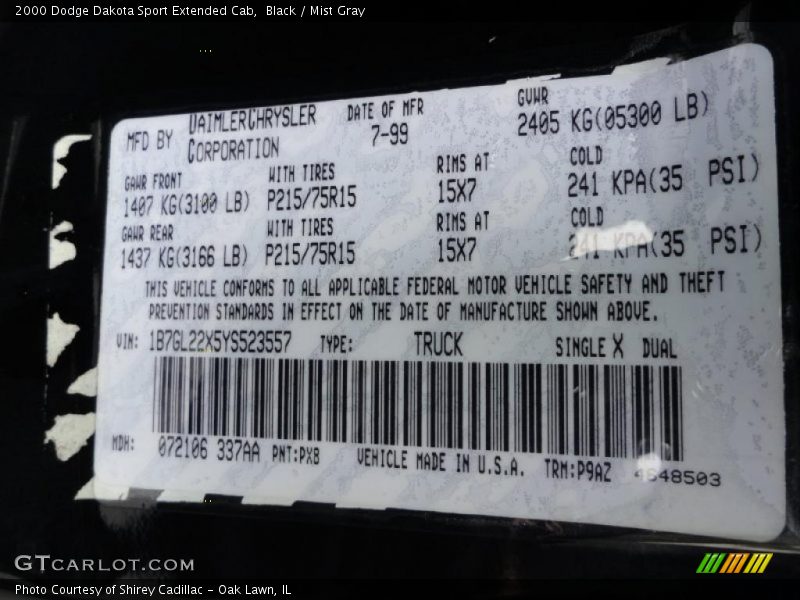 2000 Dodge Dakota Sport Extended Cab,  Black / Mist Gray
MFD BY DAIMLERCHRYSLER CORPORATION
DATE OF MFR 7-99
GVWR 2405 KG(05300 LB)
GAWR FRONT 1407 KG(3100 LB)
WITH TIRES P215/75R15
RIMS AT 15X7
COLD 241 KPA(35 PSI)
GAWR REAR 1437 KG(3166 LB)
WITH TIRES P215/75R15
RIMS AT 15X7
COLD 241 KPA(35 PSI)
THIS VEHICLE CONFORMS TO ALL APPLICABLE FEDERAL MOTOR VEHICLE SAFETY AND THEFT
PREVENTION STANDARDS IN EFFECT ON THE DATE OF MANUFACTURE SHOWN ABOVE.
VIN: 1B7GL22X5YS523557 TYPE: TRUCK SINGLE X DUAL
MDH: 072106 337AA PNT:PX8 VEHICLE MADE IN U.S.A. TRM:P9AZ 4648503
GTCARLOT.COM
Photo Courtesy of Shirey Cadillac - Oak Lawn, IL